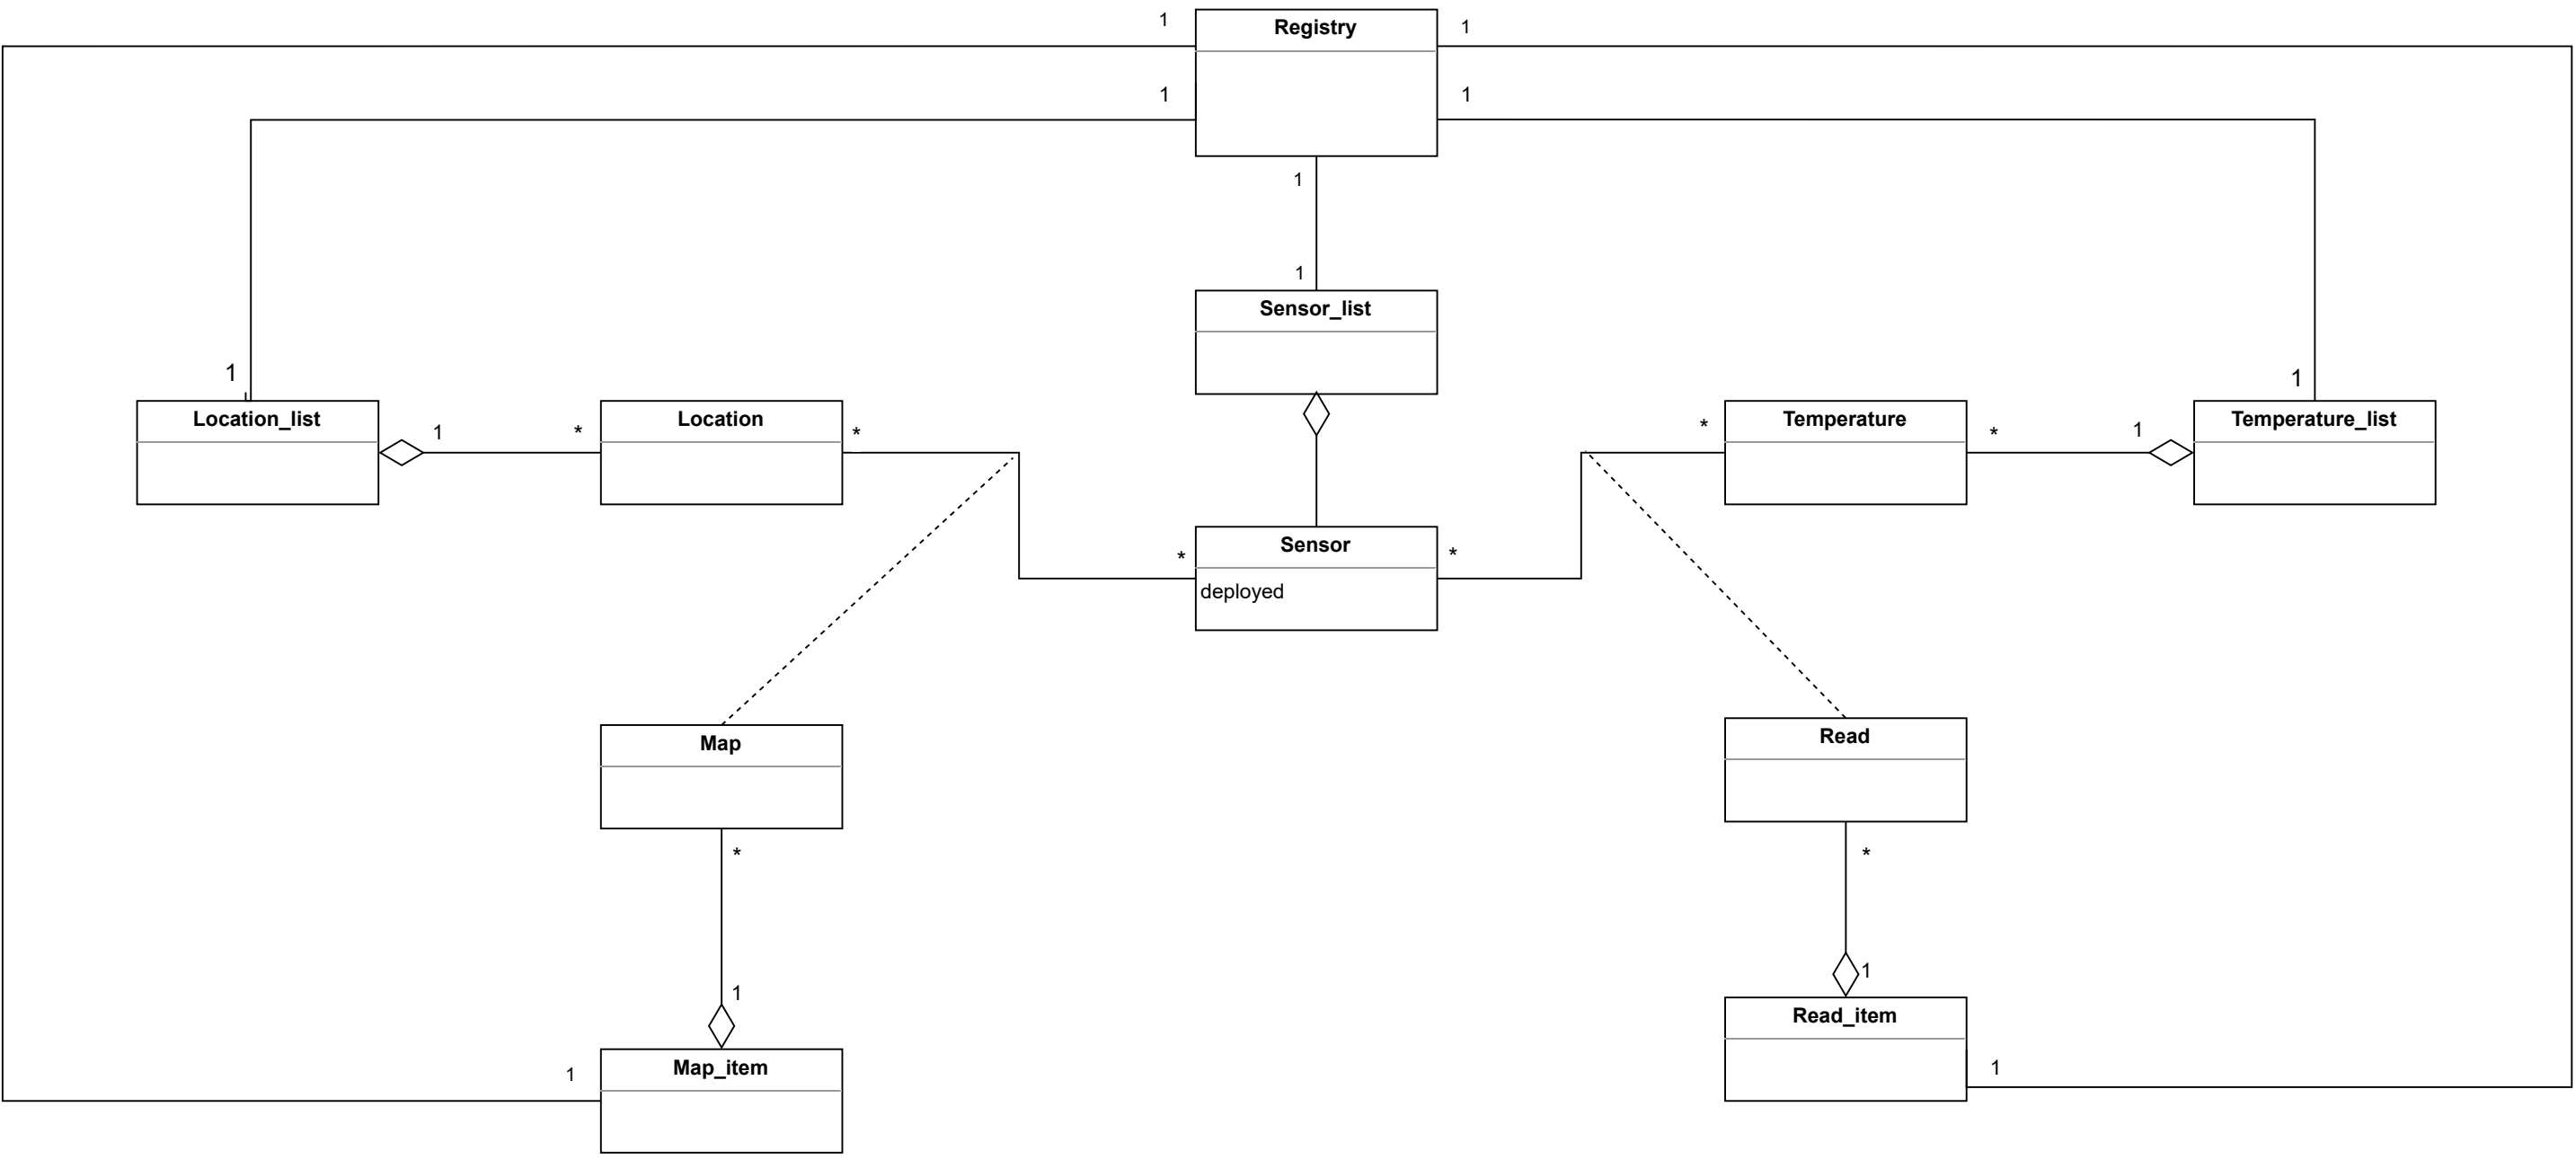 1
Registry
1
1
1
1
1
Sensor_list
1
1
Location_list
1
*
Location
*
*
Temperature
*
1
Temperature_list
*
Sensor
*
deployed
Map
Read
*
*
1
1
Map_item
1
Read_item
1